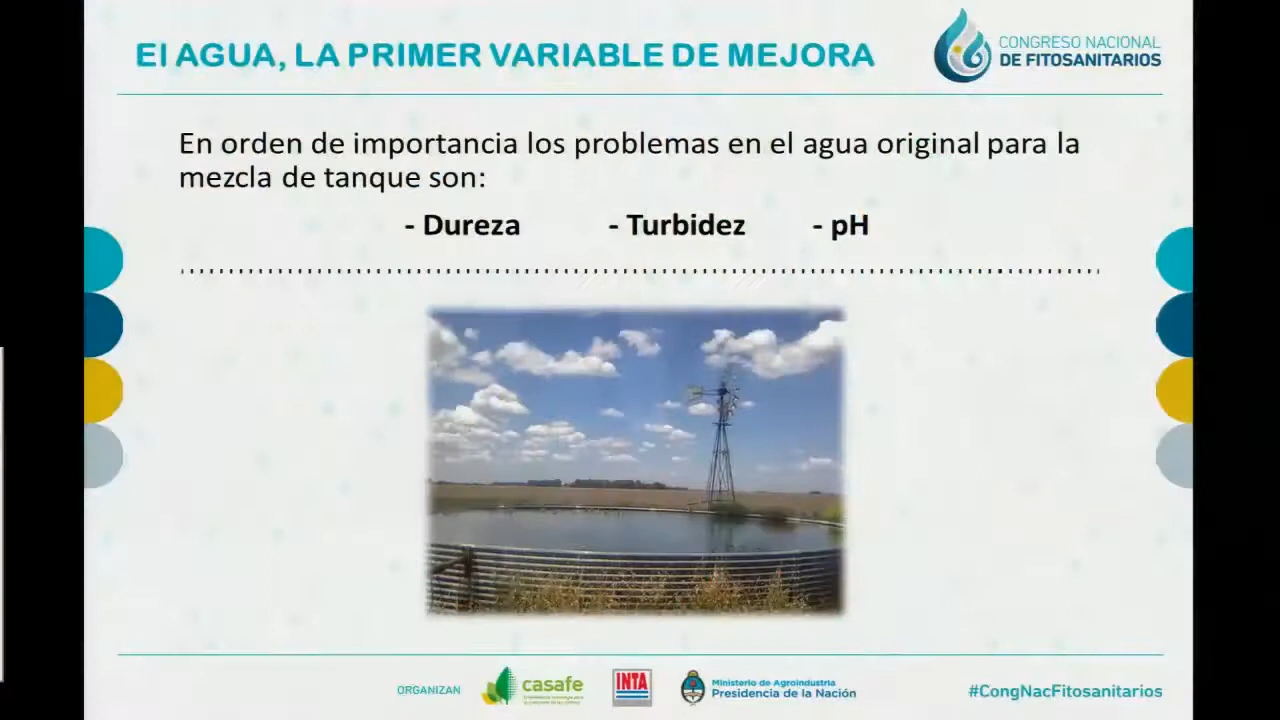 El AGUA, LA PRIMER VARIABLE DE MEJORA
CONGRESO NACIONAL
DE FITOSANITARIOS
En orden de importancia los problemas en el agua original para la
mezcla de tanque son:
- Dureza - Turbidez - pH
ORGANIZAN
casafe
INTA
Ministerio de Agroindustria
Presidencia de la Nación
#CongNacFitosanitarios